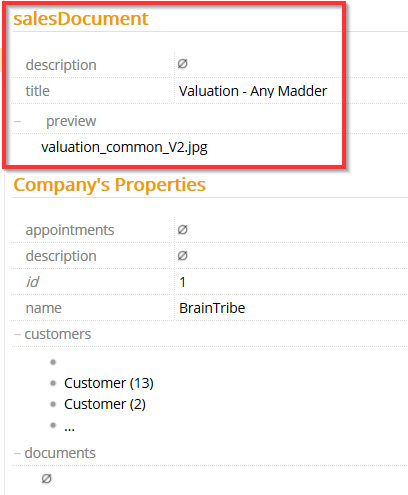 salesDocument
description ∅
title Valuation - Any Madder
– preview
valuation_common_V2.jpg
Company's Properties
appointments ∅
description ∅
id 1
name BrainTribe
– customers
•
• Customer (13)
• Customer (2)
• ...
– documents
∅